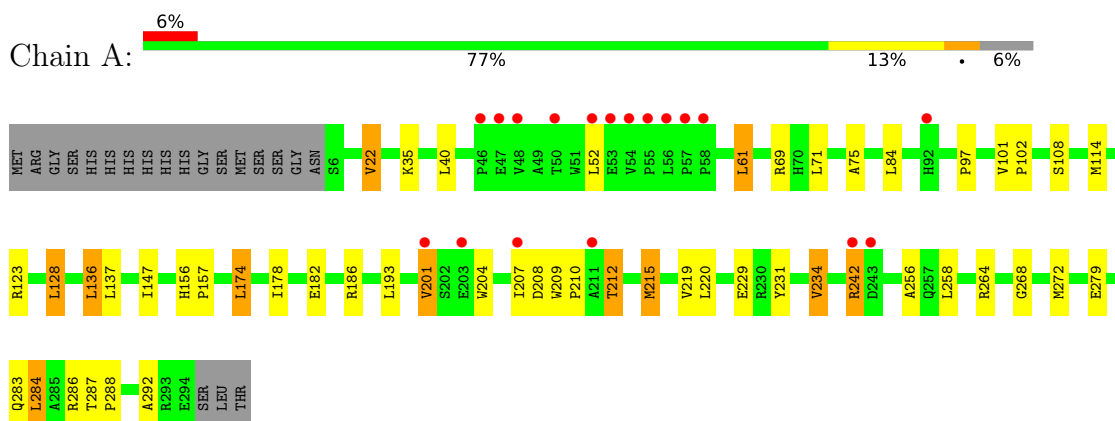 6%
Chain A:
77% 13% • 6%
MET ARG GLY SER HIS HIS HIS HIS HIS HIS GLY SER MET SER SER GLY ASN S6 V22 K35 L40 P46 E47 V48 A49 T50 W51 L52 E53 V54 P55 L56 P57 P58 L61 R69 H70 L71 A75 L84 H92 P97 V101 P102 S108 M114
R123 L128 L136 L137 I147 H156 P157 L174 I178 E182 R186 L193 V201 S202 E203 W204 I207 D208 W209 P210 A211 T212 M215 V219 L220 E229 R230 Y231 V234 R242 D243 A256 Q257 L258 R264 G268 M272 E279
Q283 L284 A285 R286 T287 P288 A292 R293 E294 SER LEU THR